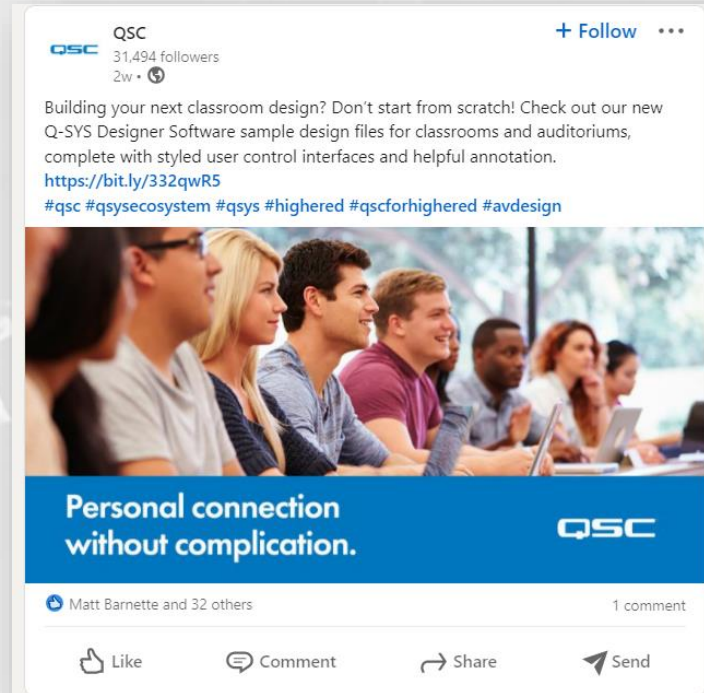 QSC
QSC
+ Follow
31,494 followers
2w •
Building your next classroom design? Don't start from scratch! Check out our new
Q-SYS Designer Software sample design files for classrooms and auditoriums,
complete with styled user control interfaces and helpful annotation.
https://bit.ly/332qwR5
#qsc #qsysecosystem #qsys #highered #qscforhighered #avdesign
Personal connection
without complication.
QSC
Matt Barnette and 32 others
1 comment
Like
Comment
Share
Send